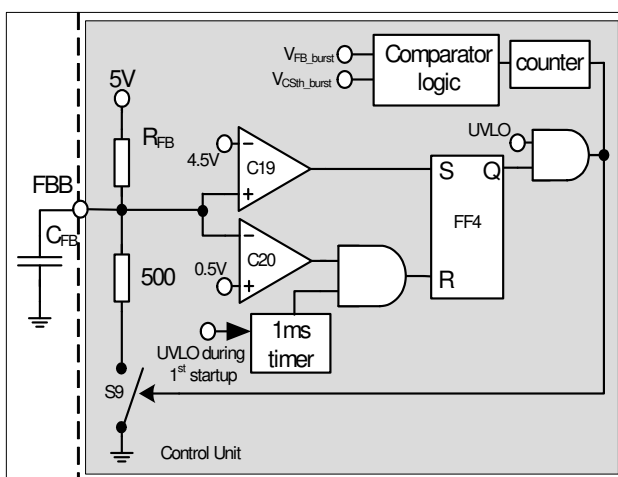 V_FB_burst
V_CSth_burst
Comparator
logic
counter
5V
UVLO
R_FB
4.5V
−
C19
+
S
Q
FBB
FF4
C_FB
−
C20
0.5V
+
R
500
1ms
timer
UVLO during
1st startup
S9
Control Unit